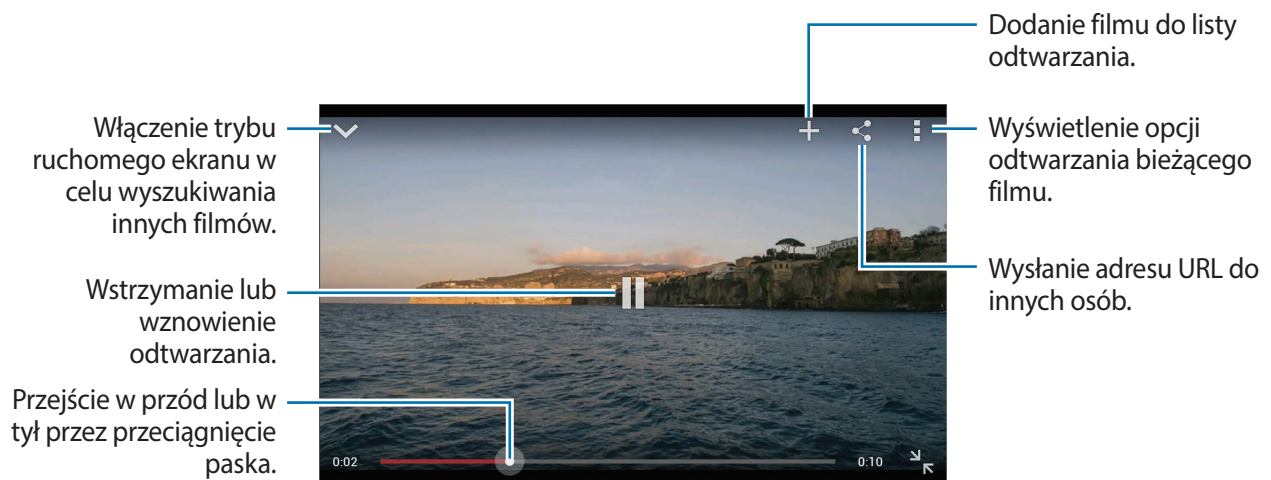 Dodanie filmu do listy
odtwarzania.
Włączenie trybu
ruchomego ekranu w
celu wyszukiwania
innych filmów.
Wyświetlenie opcji
odtwarzania bieżącego
filmu.
Wysłanie adresu URL do
innych osób.
Wstrzymanie lub
wznowienie
odtwarzania.
Przejście w przód lub w
tył przez przeciągnięcie
paska.
0:02
0:10